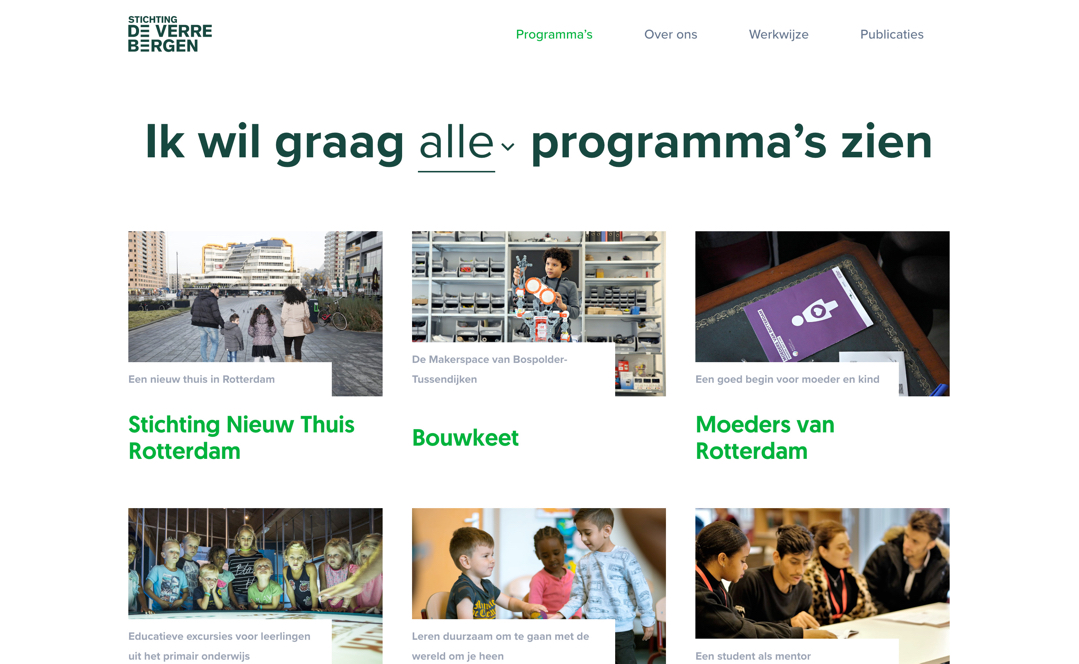 STICHTING
DE VERRE
BERGEN
Programma's
Over ons
Werkwijze
Publicaties
Ik wil graag alle programma's zien
Een nieuw thuis in Rotterdam
Stichting Nieuw Thuis
Rotterdam
De Makerspace van Bospolder-
Tussendijken
Bouwkeet
Een goed begin voor moeder en kind
Moeders van
Rotterdam
Educatieve excursies voor leerlingen
uit het primair onderwijs
Leren duurzaam om te gaan met de
wereld om je heen
Een student als mentor